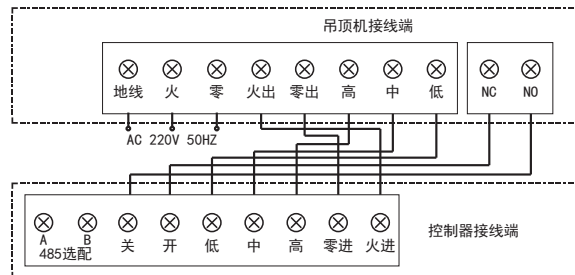 吊顶机接线端
地线 火 零 火出 零出 高 中 低 NC NO
AC 220V 50HZ
A B 关 开 低 中 高 零进 火进
485选配
控制器接线端